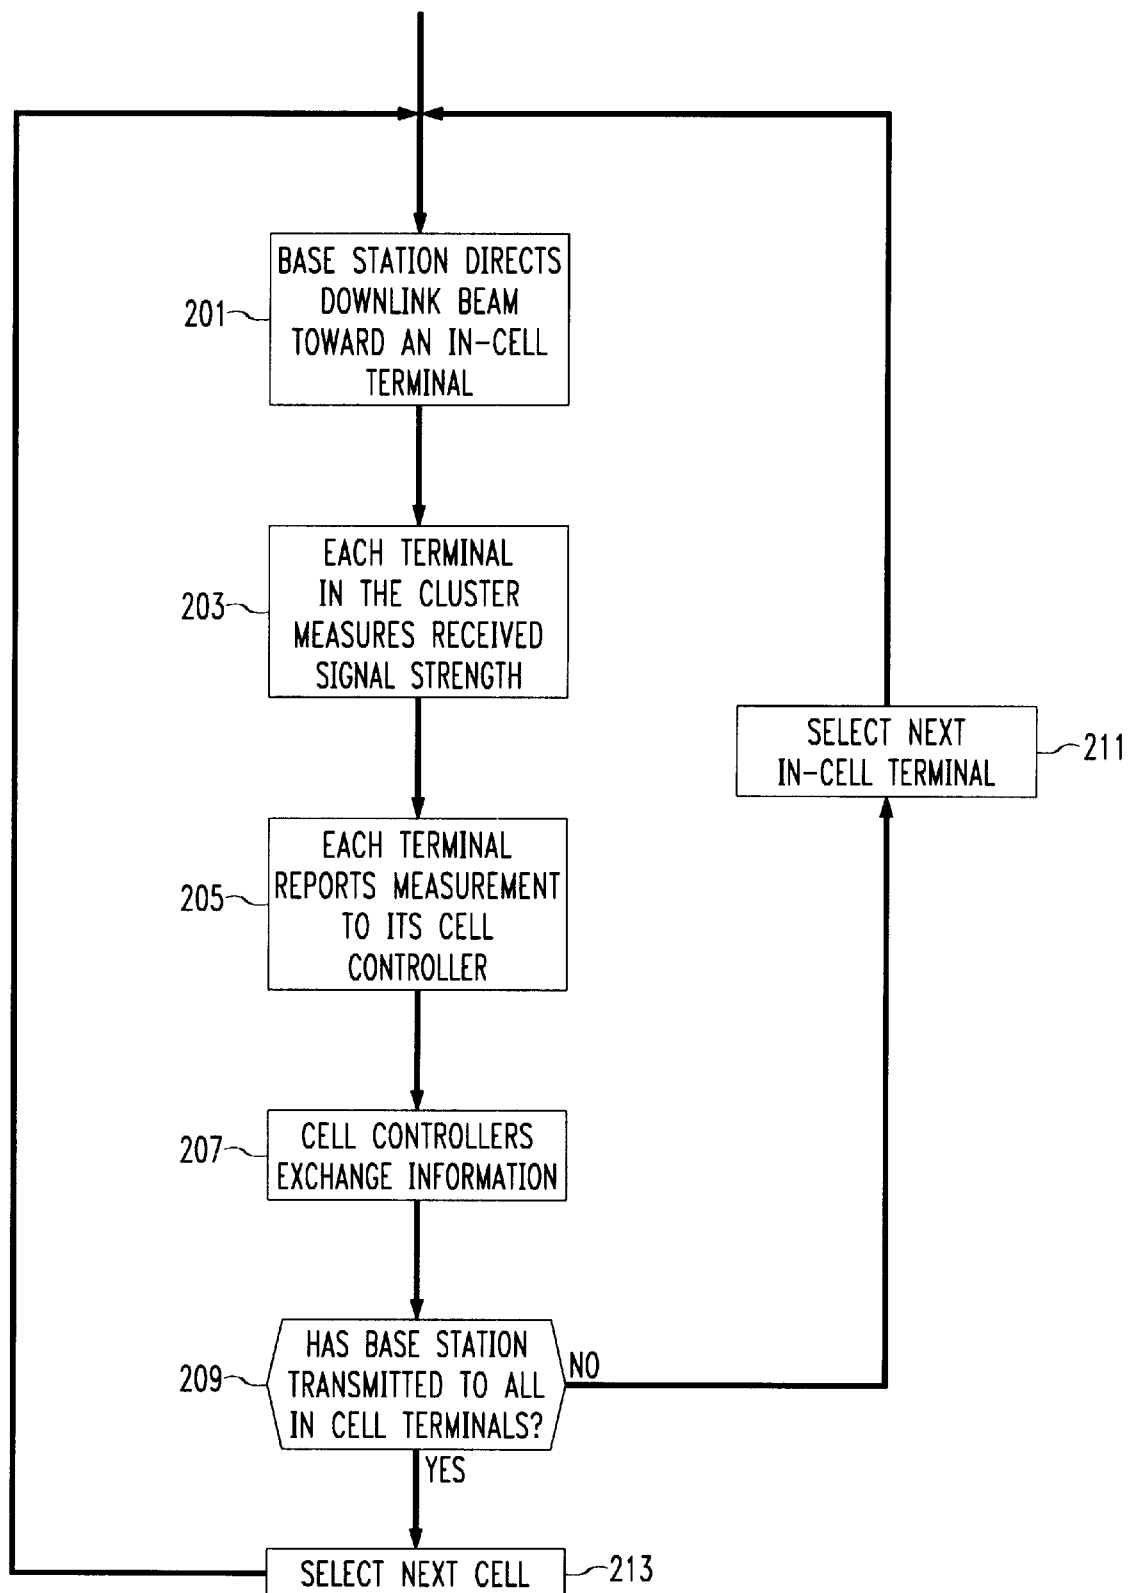 BASE STATION DIRECTS
DOWNLINK BEAM
TOWARD AN IN-CELL
TERMINAL
201
EACH TERMINAL
IN THE CLUSTER
MEASURES RECEIVED
SIGNAL STRENGTH
203
SELECT NEXT
IN-CELL TERMINAL
211
EACH TERMINAL
REPORTS MEASUREMENT
TO ITS CELL
CONTROLLER
205
CELL CONTROLLERS
EXCHANGE INFORMATION
207
HAS BASE STATION
TRANSMITTED TO ALL
IN CELL TERMINALS?
209
NO
YES
SELECT NEXT CELL
213